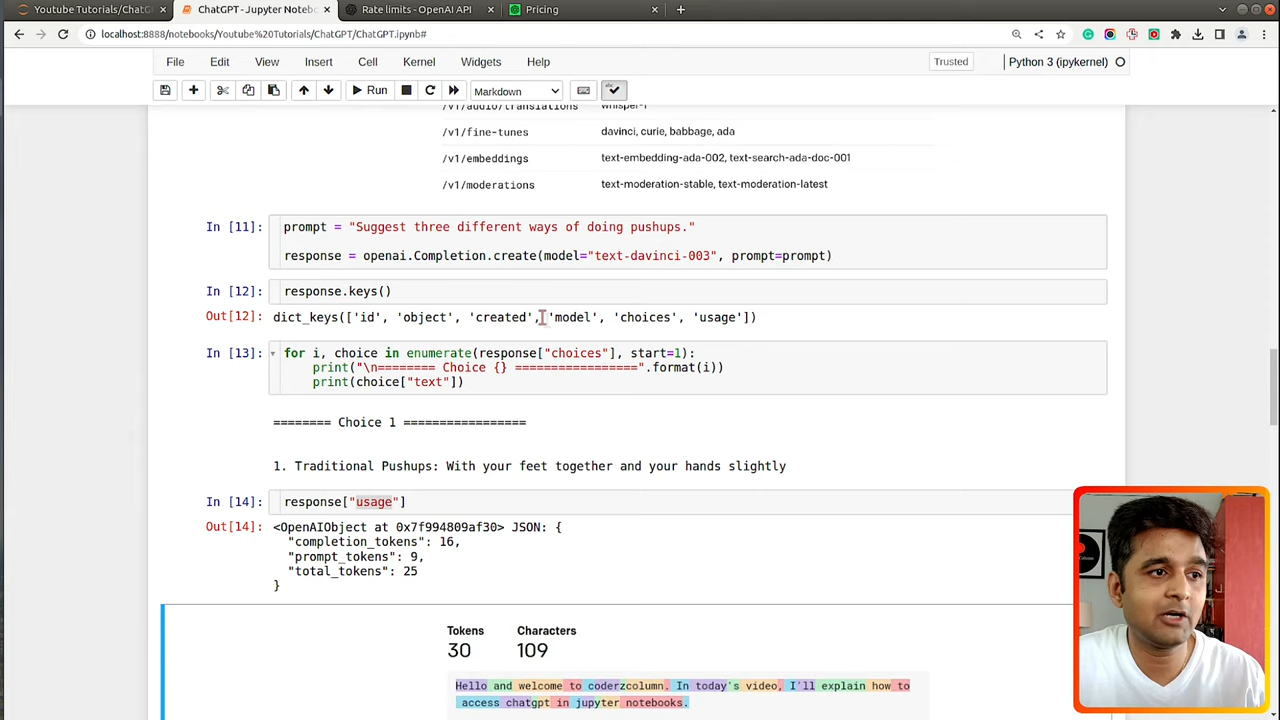 ChatGPT - Jupyter Noteb
Rate limits - OpenAI API
Pricing
Youtube Tutorials/ChatG
localhost:8888/notebooks/Youtube%20Tutorials/ChatGPT/ChatGPT.ipynb#
File Edit View Insert Cell Kernel Widgets Help
Trusted
Python 3 (ipykernel)
Run
Markdown
/v1/audio/translations whisper-1
/v1/fine-tunes davinci, curie, babbage, ada
/v1/embeddings text-embedding-ada-002, text-search-ada-doc-001
/v1/moderations text-moderation-stable, text-moderation-latest
In [11]: prompt = "Suggest three different ways of doing pushups."
response = openai.Completion.create(model="text-davinci-003", prompt=prompt)
In [12]: response.keys()
Out[12]: dict_keys(['id', 'object', 'created', 'model', 'choices', 'usage'])
In [13]: for i, choice in enumerate(response["choices"], start=1):
print("\n======== Choice {} =================".format(i))
print(choice["text"])
======== Choice 1 =================
1. Traditional Pushups: With your feet together and your hands slightly
In [14]: response["usage"]
Out[14]: <OpenAIObject at 0x7f994809af30> JSON: {
"completion_tokens": 16,
"prompt_tokens": 9,
"total_tokens": 25
}
Tokens Characters
30 109
Hello and welcome to coderzcolumn. In today's video, I'll explain how to
access chatgpt in jupyter notebooks.